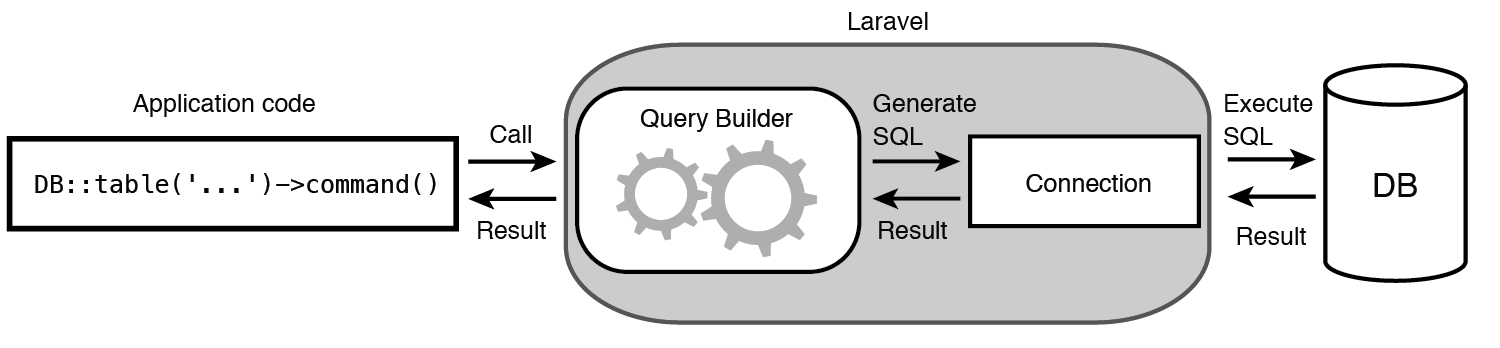 Laravel
Application code
DB::table('...')->command()
Call
Result
Query Builder
Generate
SQL
Result
Connection
Execute
SQL
Result
DB